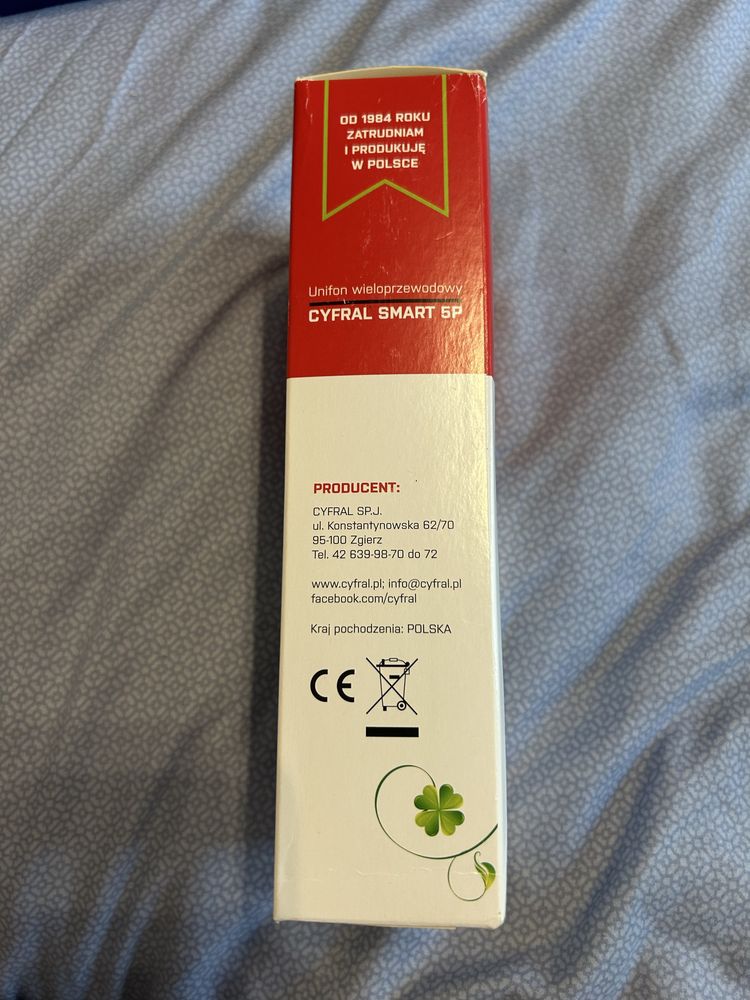 OD 1984 ROKU
ZATRUDNIAM
I PRODUKUJĘ
W POLSCE
Unifon wieloprzewodowy
CYFRAL SMART 5P
PRODUCENT:
CYFRAL SP.J.
ul. Konstantynowska 62/70
95-100 Zgierz
Tel. 42 639-98-70 do 72
www.cyfral.pl; info@cyfral.pl
facebook.com/cyfral
Kraj pochodzenia: POLSKA
CE